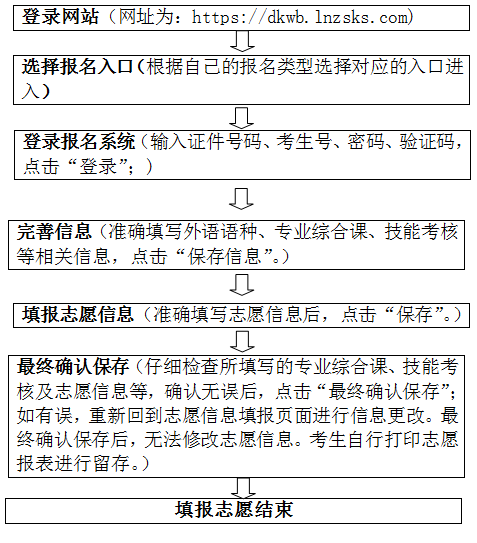 登录网站（网址为：https://dkwb.lnzsks.com)
选择报名入口（根据自己的报名类型选择对应的入口进
入）
登录报名系统（输入证件号码、考生号、密码、验证码，
点击“登录”；)
完善信息（准确填写外语语种、专业综合课、技能考核
等相关信息，点击“保存信息”。）
填报志愿信息（准确填写志愿信息后，点击“保存”。）
最终确认保存（仔细检查所填写的专业综合课、技能考
核及志愿信息等，确认无误后，点击“最终确认保存”；
如有误，重新回到志愿信息填报页面进行信息更改。最
终确认保存后，无法修改志愿信息。考生自行打印志愿
报表进行留存。）
填报志愿结束